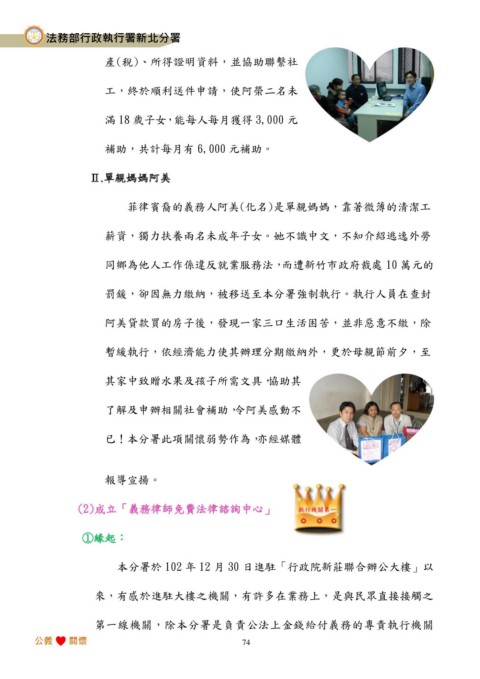 法務部行政執行署新北分署
產(稅)、所得證明資料，並協助聯繫社
工，終於順利送件申請，使阿榮二名未
滿 18 歲子女，能每人每月獲得 3,000 元
補助，共計每月有 6,000 元補助。
Ⅱ.單親媽媽阿美
菲律賓裔的義務人阿美(化名)是單親媽媽，靠著微薄的清潔工
薪資，獨力扶養兩名未成年子女。她不識中文，不知介紹逃逸外勞
同鄉為他人工作係違反就業服務法，而遭新竹市政府裁處 10 萬元的
罰鍰，卻因無力繳納，被移送至本分署強制執行。執行人員在查封
阿美貸款買的房子後，發現一家三口生活困苦，並非惡意不繳，除
暫緩執行，依經濟能力使其辦理分期繳納外，更於母親節前夕，至
其家中致贈水果及孩子所需文具，協助其
了解及申辦相關社會補助，令阿美感動不
已！本分署此項關懷弱勢作為，亦經媒體
報導宣揚。
(2)成立「義務律師免費法律諮詢中心」
執行機關第一
①緣起：
本分署於 102 年 12 月 30 日進駐「行政院新莊聯合辦公大樓」以
來，有感於進駐大樓之機關，有許多在業務上，是與民眾直接接觸之
第一線機關，除本分署是負責公法上金錢給付義務的專責執行機關
公義 關懷
74